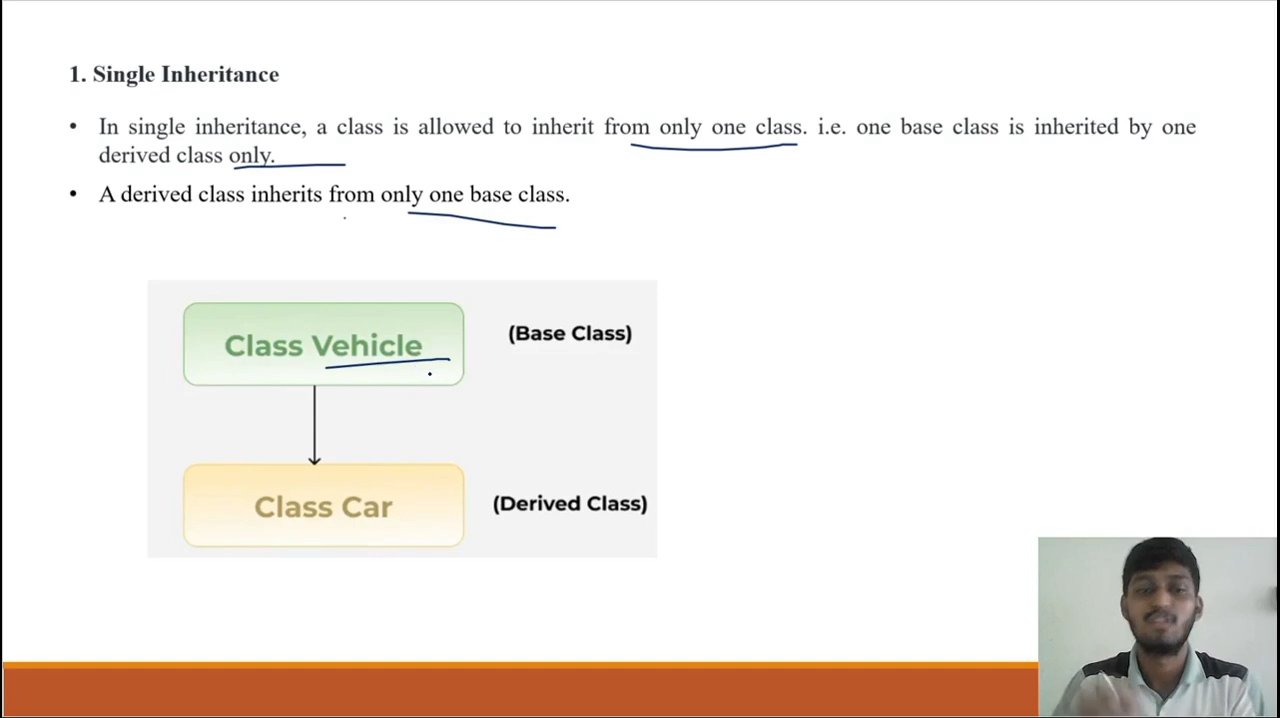 1. Single Inheritance
• In single inheritance, a class is allowed to inherit from only one class. i.e. one base class is inherited by one
derived class only.
• A derived class inherits from only one base class.
Class Vehicle
(Base Class)
Class Car
(Derived Class)